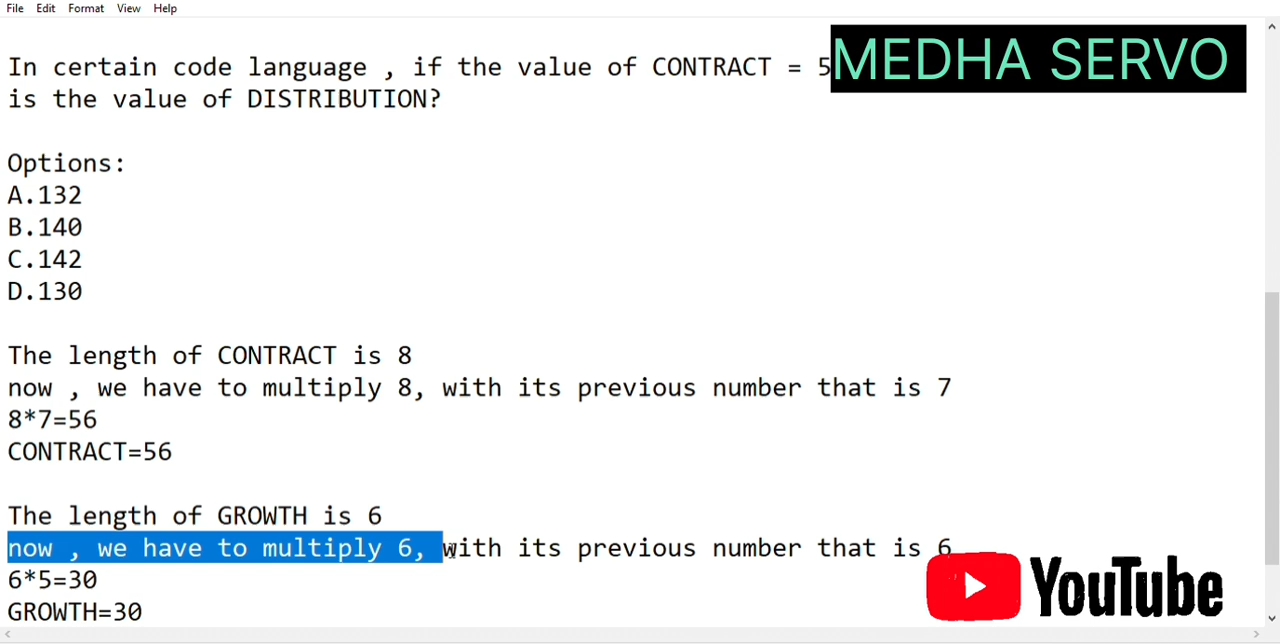 File Edit Format View Help
In certain code language , if the value of CONTRACT = 5
MEDHA SERVO
is the value of DISTRIBUTION?
Options:
A.132
B.140
C.142
D.130
The length of CONTRACT is 8
now , we have to multiply 8, with its previous number that is 7
8*7=56
CONTRACT=56
The length of GROWTH is 6
now , we have to multiply 6, with its previous number that is 6
6*5=30
GROWTH=30
YouTube